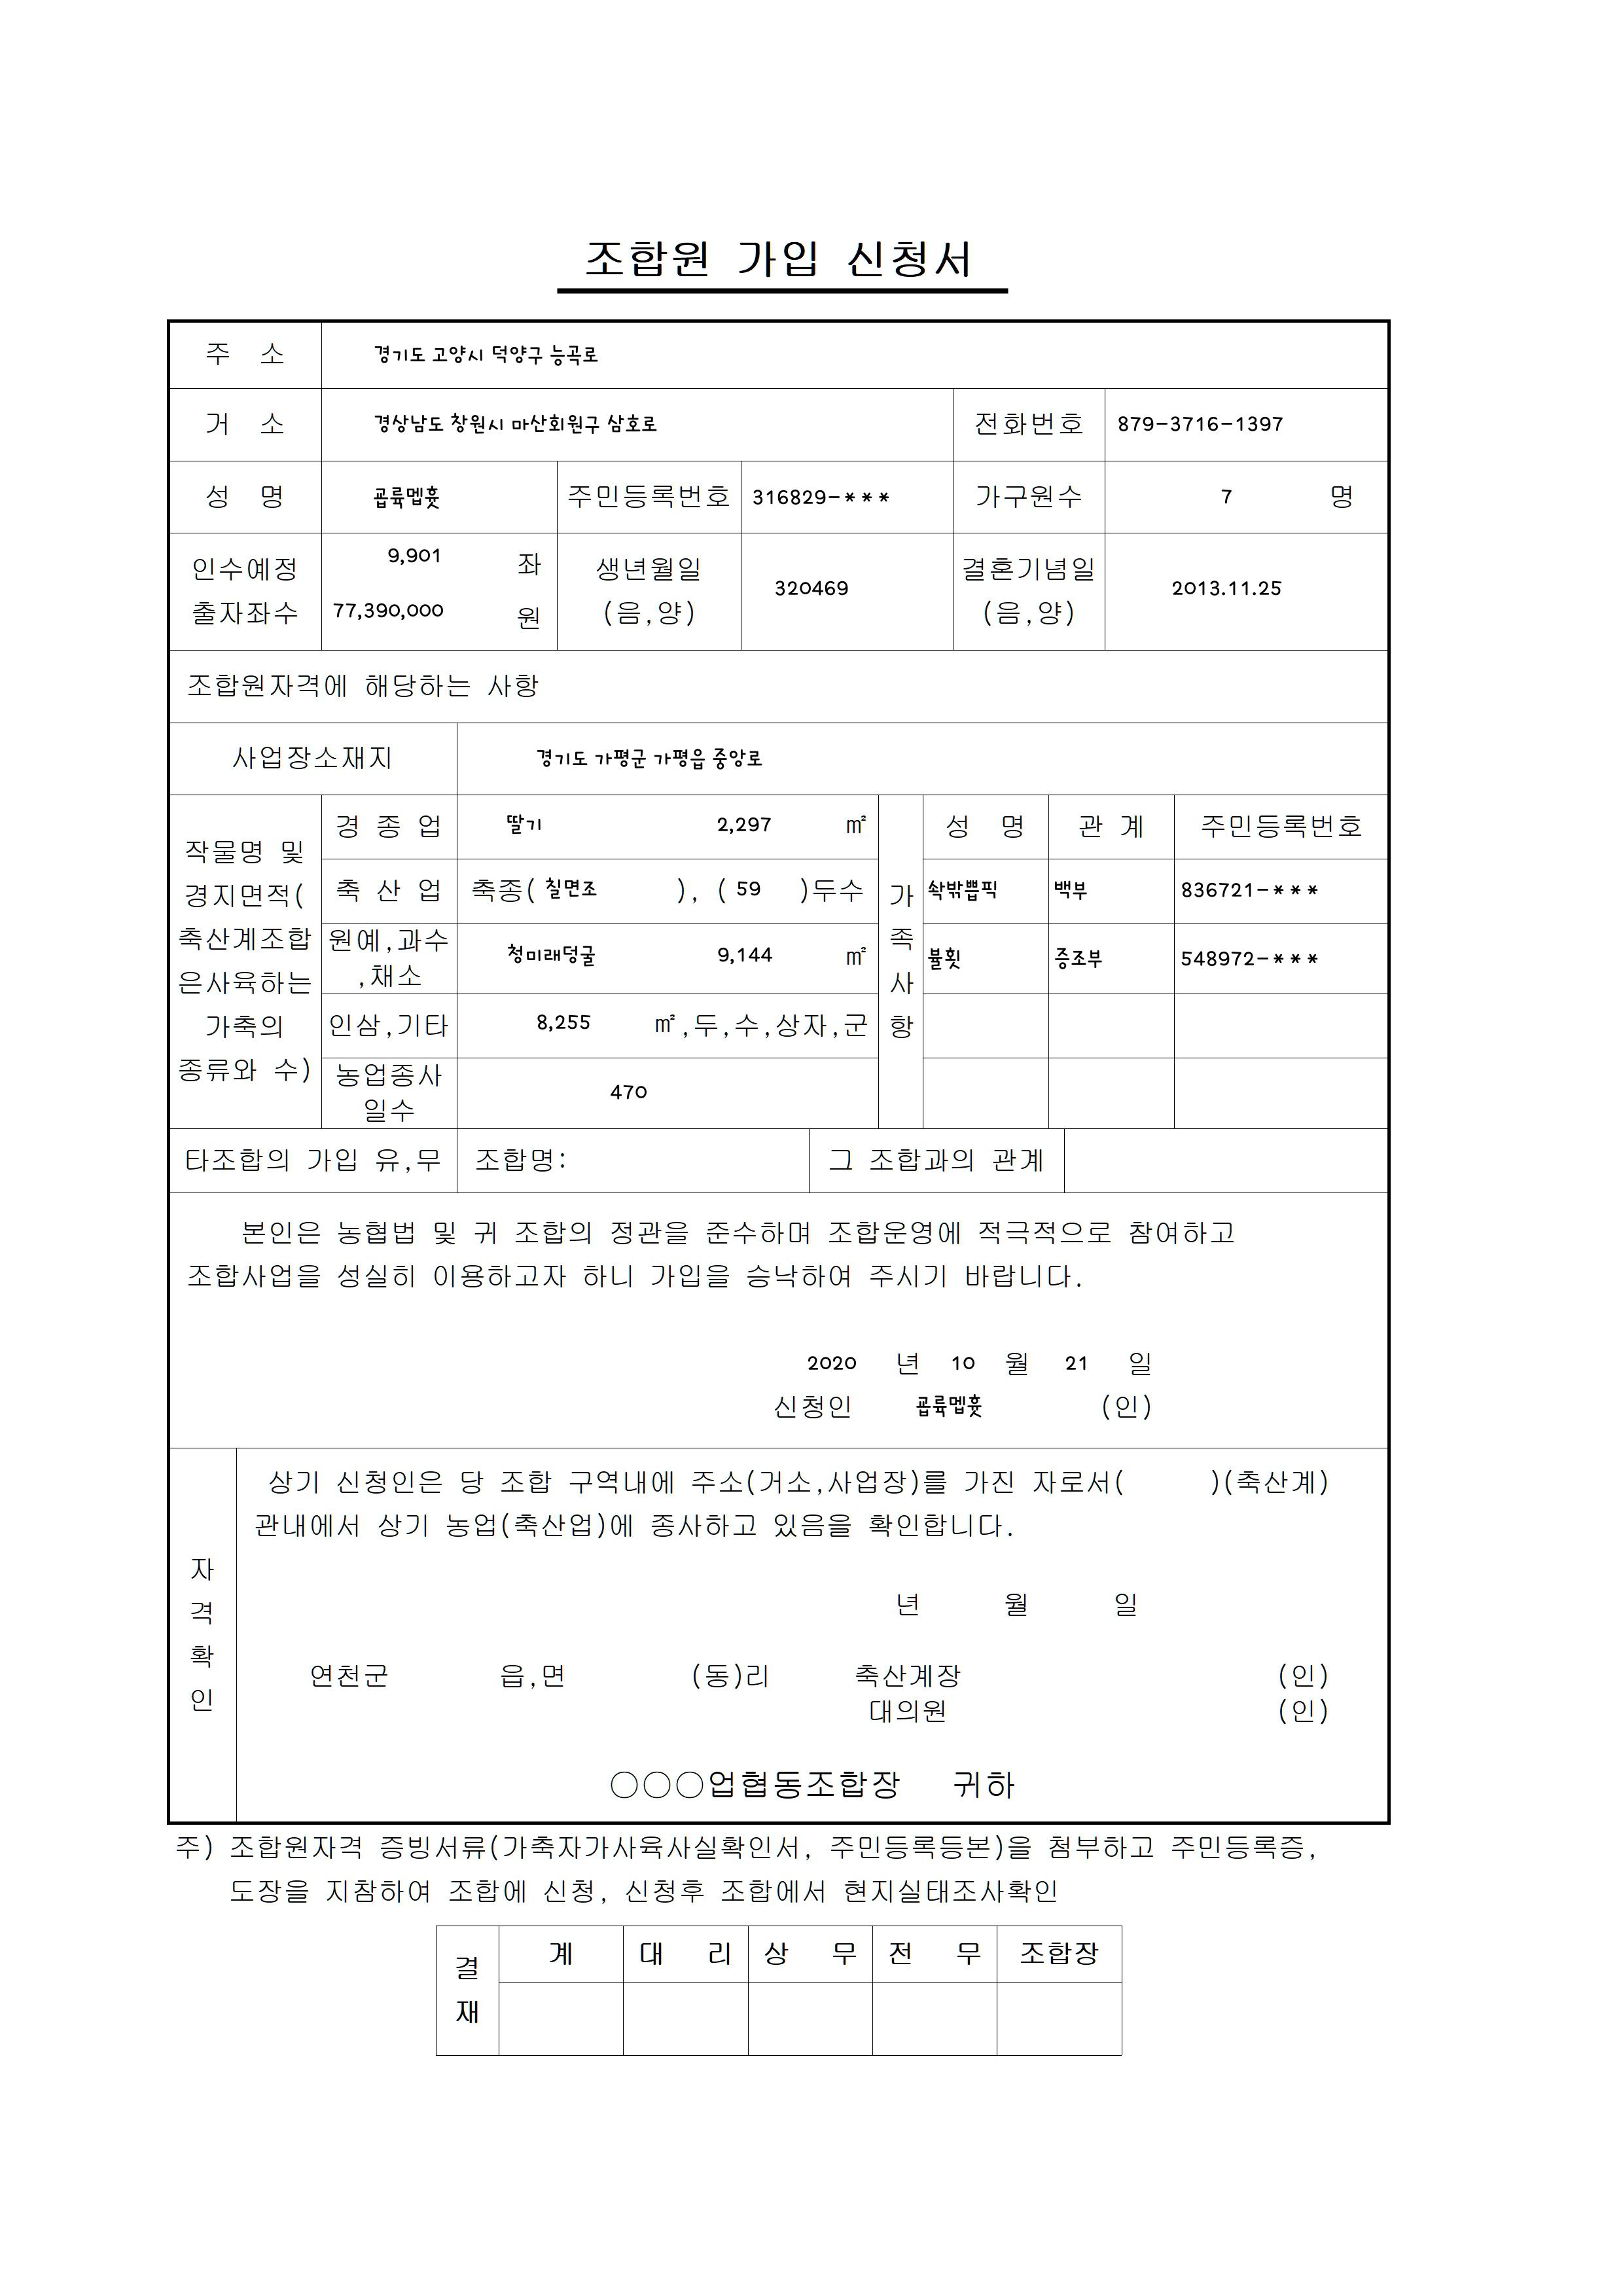 조합원 가입 신청서
주 소 경기도 고양시 덕양구 능곡로
거 소 경상남도 창원시 마산회원구 삼호로 전화번호 879-3716-1397
성 명 주민등록번호 316829-*** 가구원수 7 명
인수예정 출자좌수 9,901 좌 77,390,000 원 생년월일 (음,양) 320469 결혼기념일 (음,양) 2013.11.25
조합원자격에 해당하는 사항
사업장소재지 경기도 가평군 가평읍 중앙로
작물명 및 경지면적(축산계조합은사육하는 가축의 종류와 수)
경 종 업 딸기 2,297 ㎡
축 산 업 축종( 칠면조 ), ( 59 )두수
원예,과수,채소 청미래덩굴 9,144 ㎡
인삼,기타 8,255 ㎡,두,수,상자,군
농업종사일수 470
가족사항
성 명 관 계 주민등록번호
백부 836721-***
증조부 548972-***
타조합의 가입 유,무 조합명: 그 조합과의 관계
본인은 농협법 및 귀 조합의 정관을 준수하며 조합운영에 적극적으로 참여하고
조합사업을 성실히 이용하고자 하니 가입을 승낙하여 주시기 바랍니다.
2020 년 10 월 21 일
신청인 (인)
자격확인
상기 신청인은 당 조합 구역내에 주소(거소,사업장)를 가진 자로서( )(축산계)
관내에서 상기 농업(축산업)에 종사하고 있음을 확인합니다.
년 월 일
연천군 읍,면 (동)리 축산계장 (인)
대의원 (인)
○○○업협동조합장 귀하
주) 조합원자격 증빙서류(가축자가사육사실확인서, 주민등록등본)을 첨부하고 주민등록증,
도장을 지참하여 조합에 신청, 신청후 조합에서 현지실태조사확인
결재 계 대 리 상 무 전 무 조합장